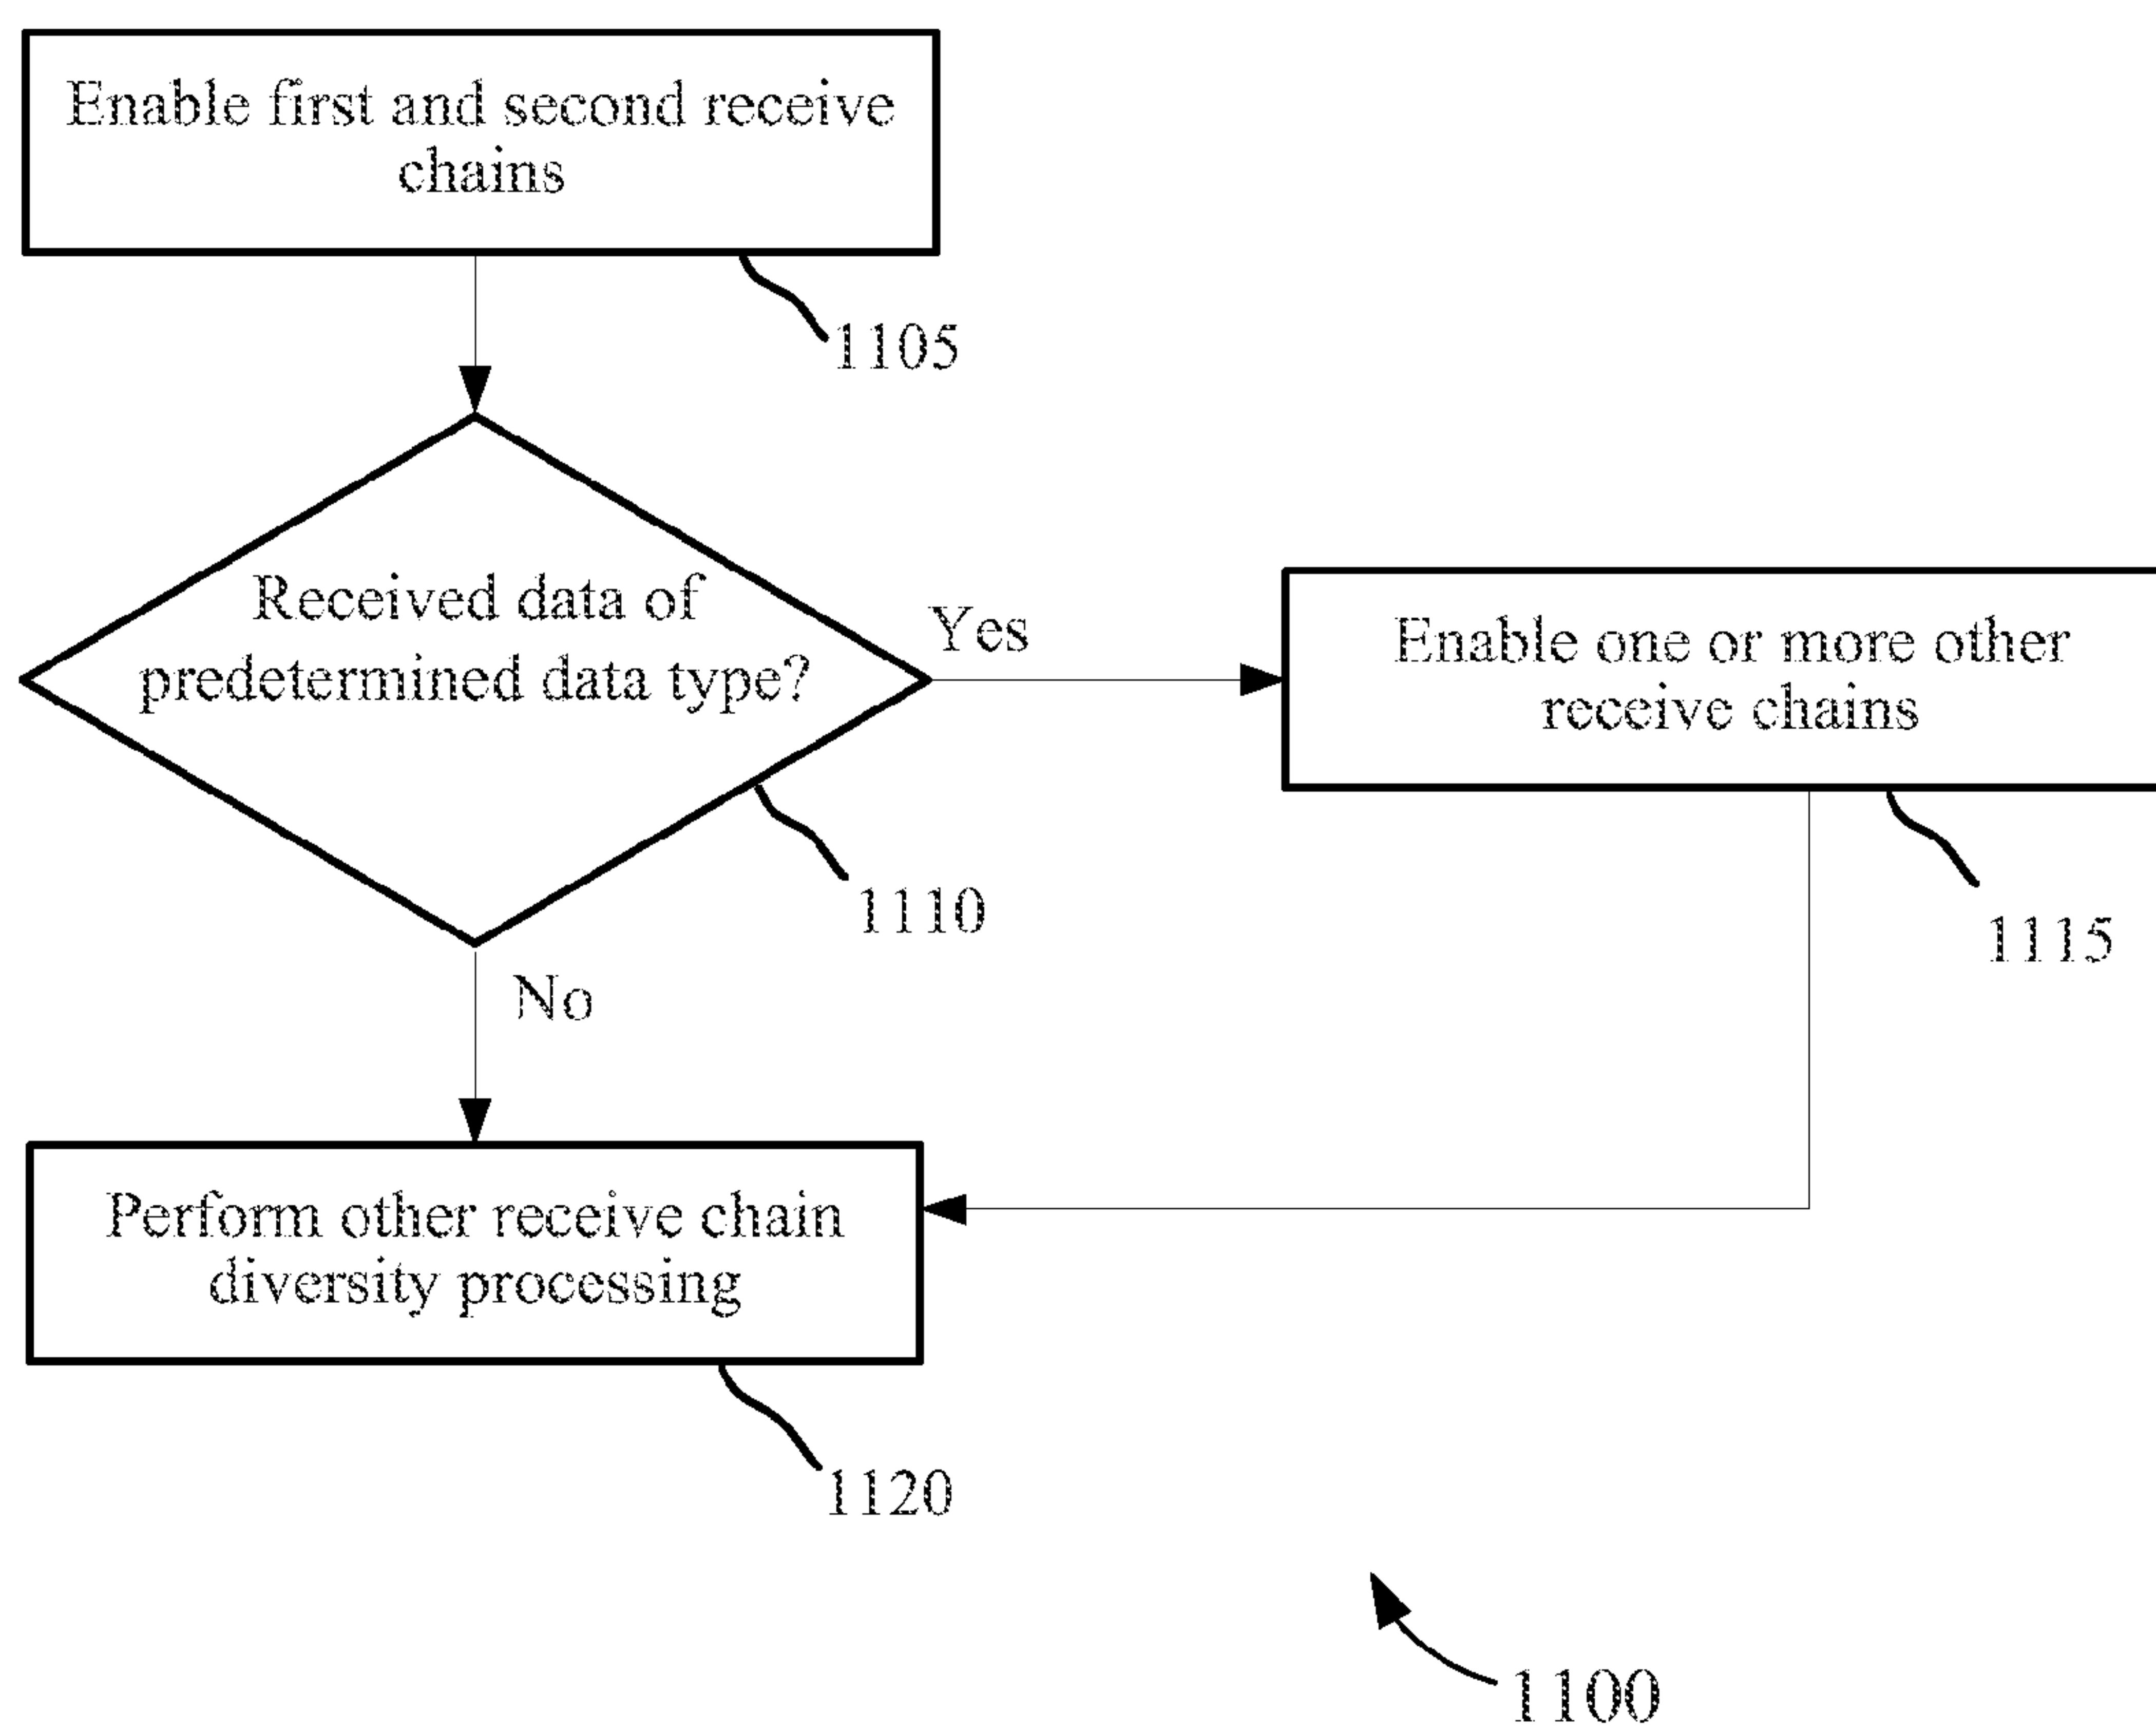 Enable first and second receive
chains
1105
Received data of
predetermined data type?
Yes
Enable one or more other
receive chains
1110
1115
No
Perform other receive chain
diversity processing
1120
1100